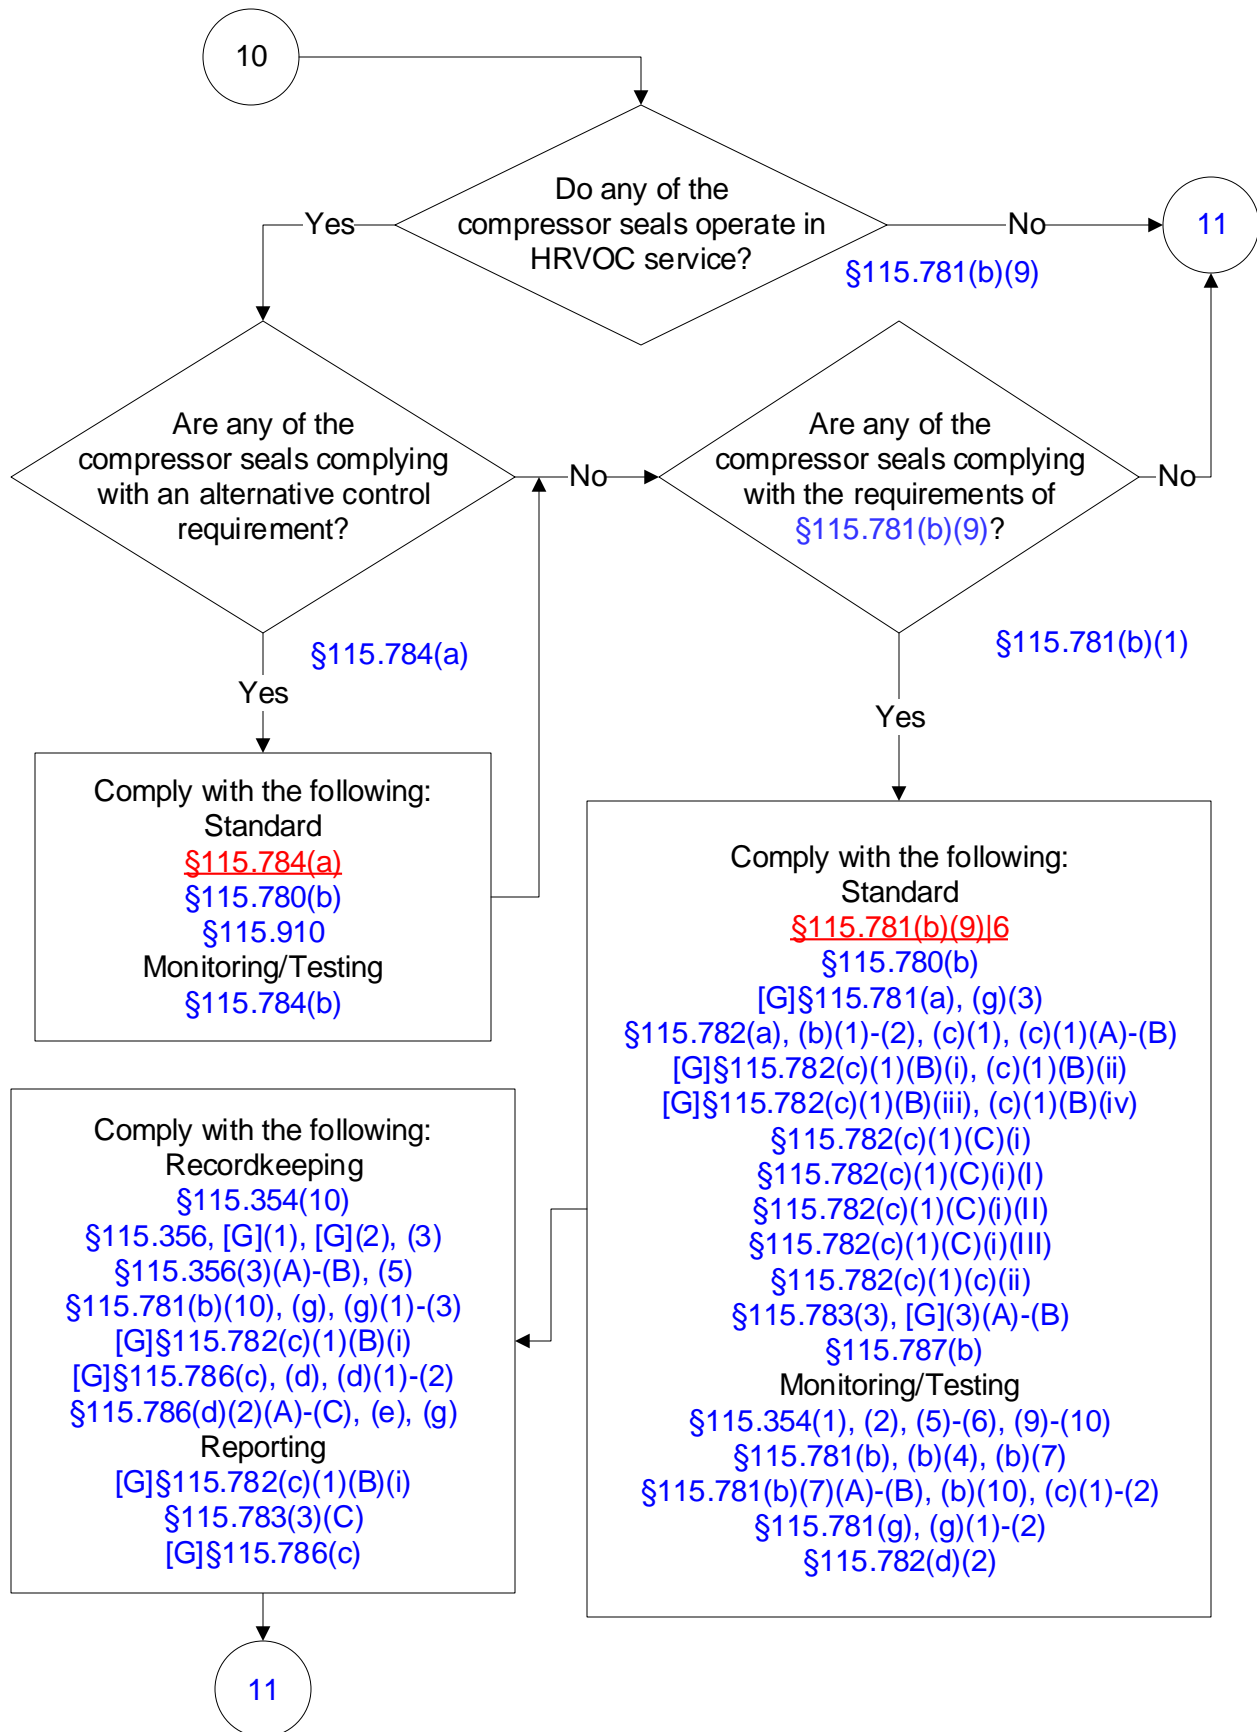 10
Do any of the
compressor seals operate in
HRVOC service?
Yes
No
11
§115.781(b)(9)
Are any of the
compressor seals complying
with an alternative control
requirement?
No
Are any of the
compressor seals complying
with the requirements of
§115.781(b)(9)?
No
§115.784(a)
Yes
§115.781(b)(1)
Yes
Comply with the following:
Standard
§115.784(a)
§115.780(b)
§115.910
Monitoring/Testing
§115.784(b)
Comply with the following:
Standard
§115.781(b)(9)|6
§115.780(b)
[G]§115.781(a), (g)(3)
§115.782(a), (b)(1)-(2), (c)(1), (c)(1)(A)-(B)
[G]§115.782(c)(1)(B)(i), (c)(1)(B)(ii)
[G]§115.782(c)(1)(B)(iii), (c)(1)(B)(iv)
§115.782(c)(1)(C)(i)
§115.782(c)(1)(C)(i)(I)
§115.782(c)(1)(C)(i)(II)
§115.782(c)(1)(C)(i)(III)
§115.782(c)(1)(c)(ii)
§115.783(3), [G](3)(A)-(B)
§115.787(b)
Monitoring/Testing
§115.354(1), (2), (5)-(6), (9)-(10)
§115.781(b), (b)(4), (b)(7)
§115.781(b)(7)(A)-(B), (b)(10), (c)(1)-(2)
§115.781(g), (g)(1)-(2)
§115.782(d)(2)
Comply with the following:
Recordkeeping
§115.354(10)
§115.356, [G](1), [G](2), (3)
§115.356(3)(A)-(B), (5)
§115.781(b)(10), (g), (g)(1)-(3)
[G]§115.782(c)(1)(B)(i)
[G]§115.786(c), (d), (d)(1)-(2)
§115.786(d)(2)(A)-(C), (e), (g)
Reporting
[G]§115.782(c)(1)(B)(i)
§115.783(3)(C)
[G]§115.786(c)
11